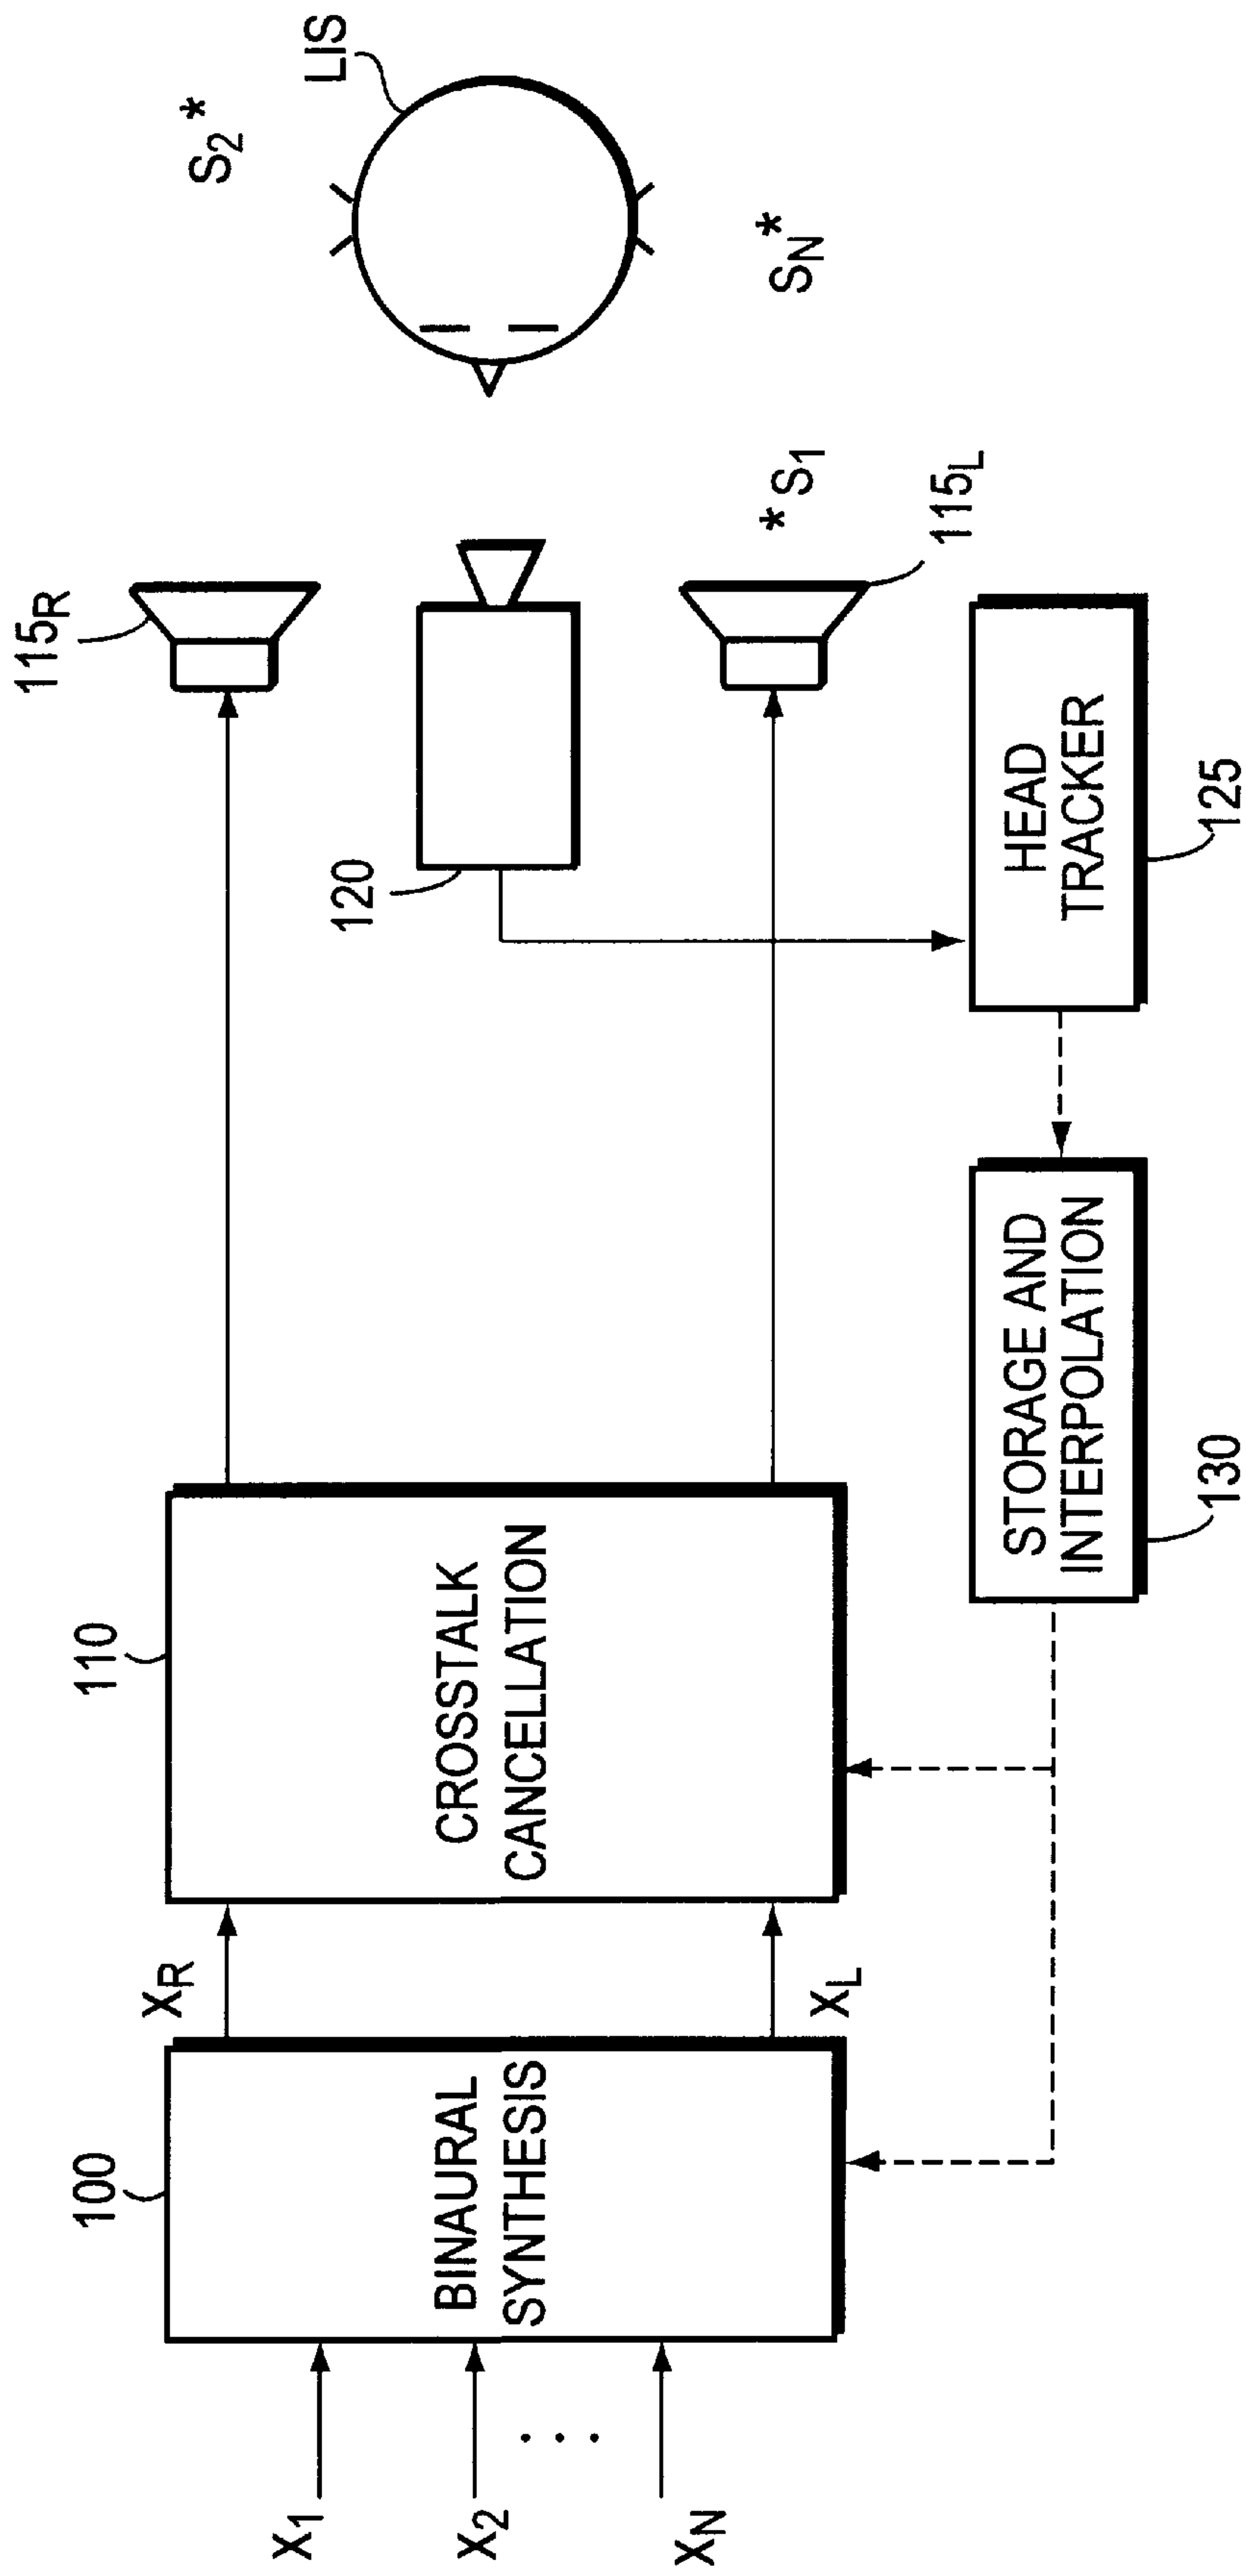 X1
X2
. . .
XN
100
BINAURAL
SYNTHESIS
XR
XL
110
CROSSTALK
CANCELLATION
STORAGE AND
INTERPOLATION
130
HEAD
TRACKER
125
120
115R
115L
*S1
S2*
SN*
LIS